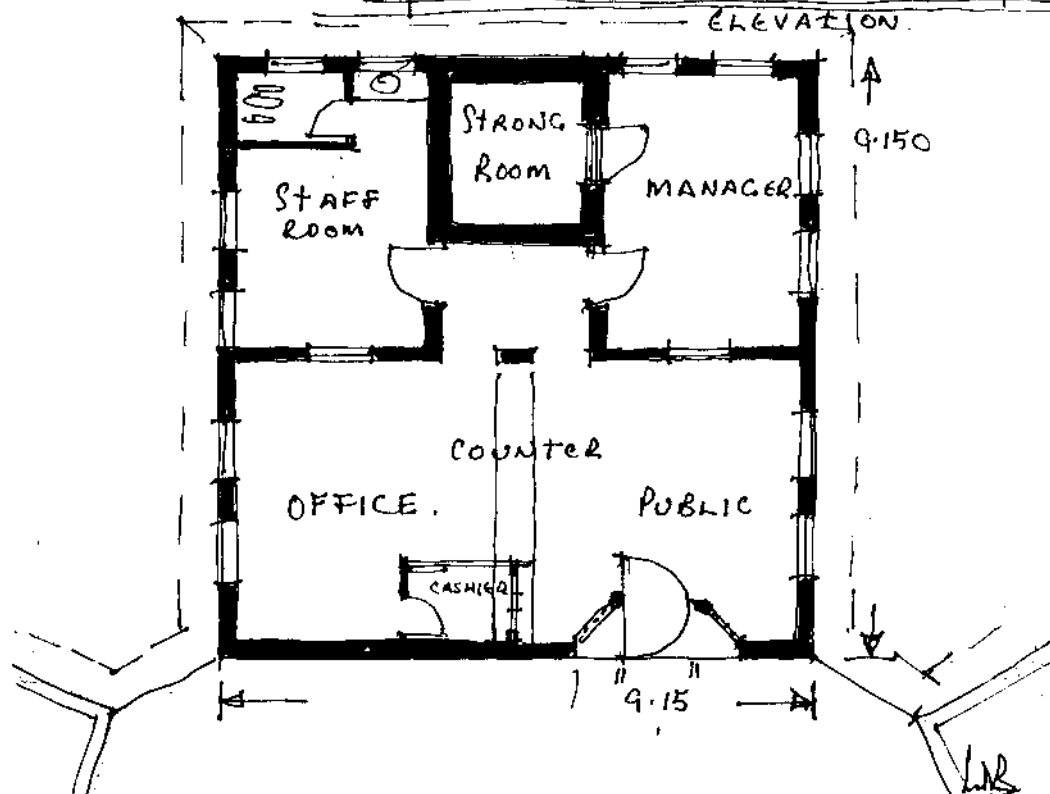 ELEVATION
STRONG
ROOM
9.150
MANAGER
STAFF
ROOM
COUNTER
OFFICE.
PUBLIC
CASHIER
9.15